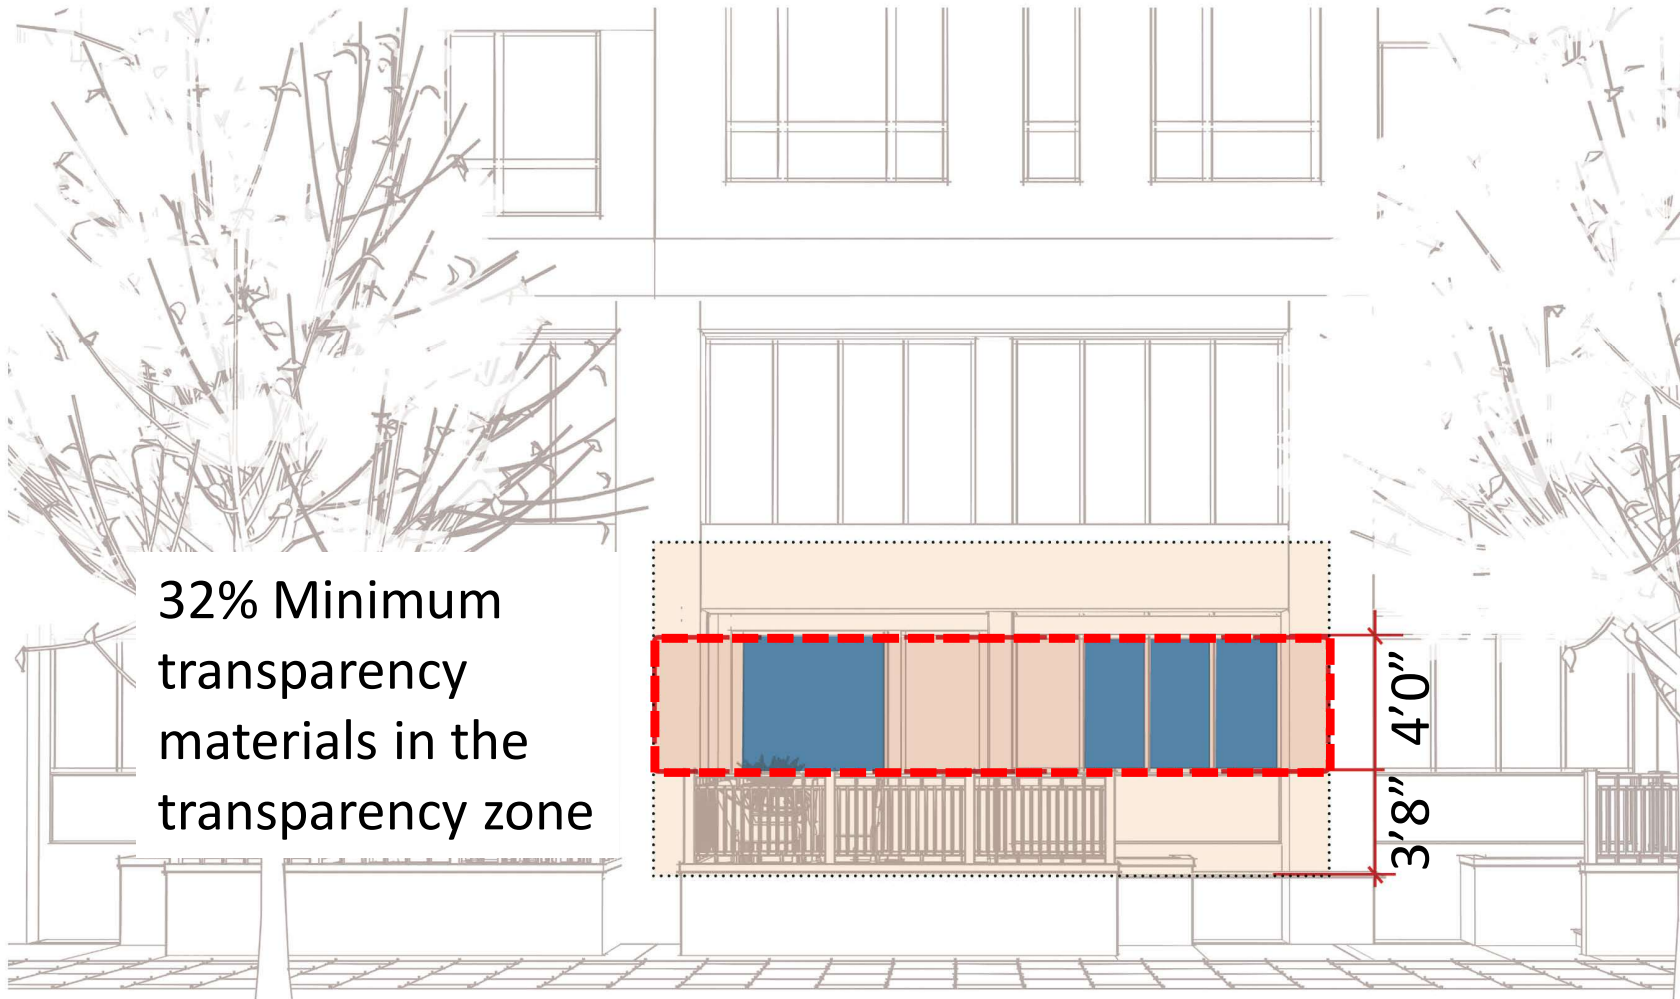 32% Minimum
transparency
materials in the
transparency zone
4’0”
3’8”